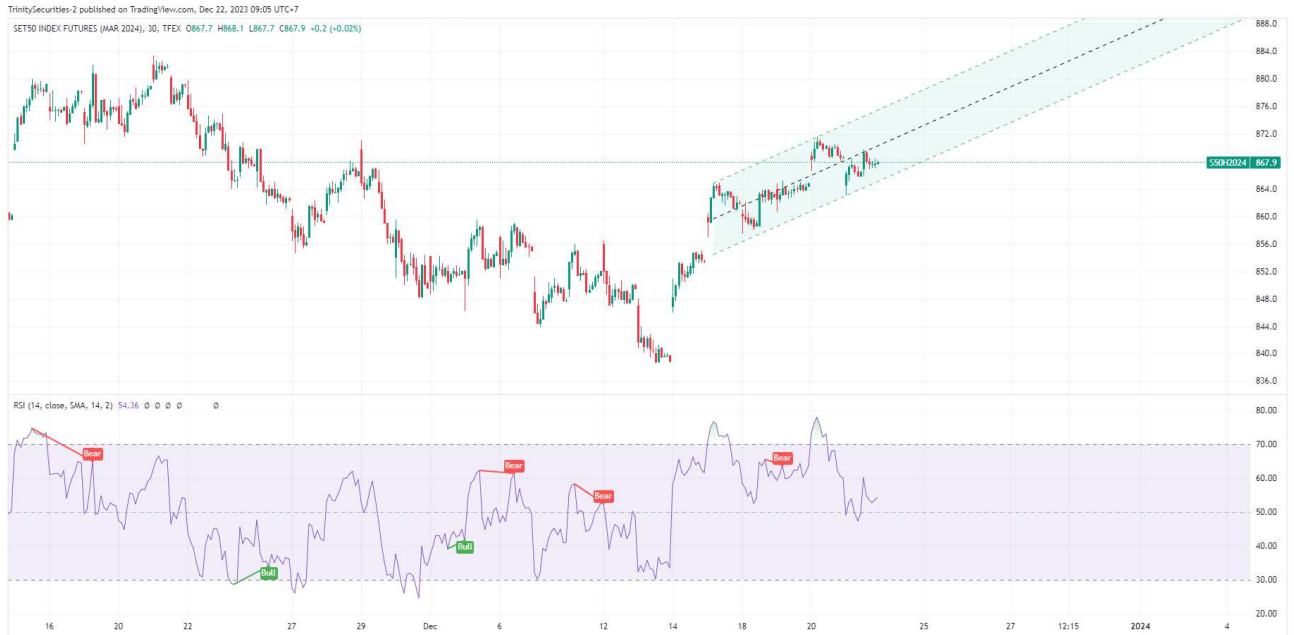 TrinitySecurities-2 published on TradingView.com, Dec 22, 2023 09:05 UTC+7
SET50 INDEX FUTURES (MAR 2024), 30, TFEX O867.7 H868.1 L867.7 C867.9 +0.2 (+0.02%)
888.0
884.0
880.0
876.0
872.0
S50H2024 867.9
864.0
860.0
856.0
852.0
848.0
844.0
840.0
836.0
RSI (14, close, SMA, 14, 2) 54.36 Ø Ø Ø Ø Ø
80.00
70.00
60.00
50.00
40.00
30.00
20.00
Bear
Bull
Bull
Bear
Bear
Bear
16 20 22 27 29 Dec 6 12 14 18 20 25 27 12:15 2024 4